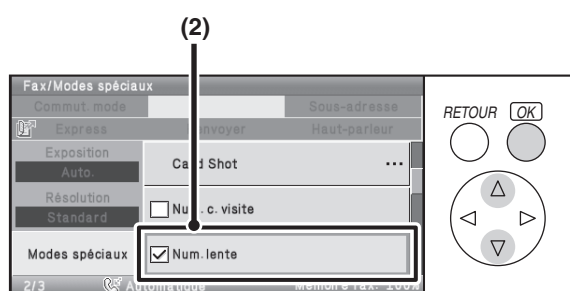 (2)
Fax/Modes spéciaux
Commut. mode Sous-adresse
Express Envoyer Haut-parleur
Exposition
Auto.
Card Shot ...
Résolution
Standard
Num. c. visite
Modes spéciaux Num. lente
2/3 Automatique Mémoire fax: 100%
RETOUR OK